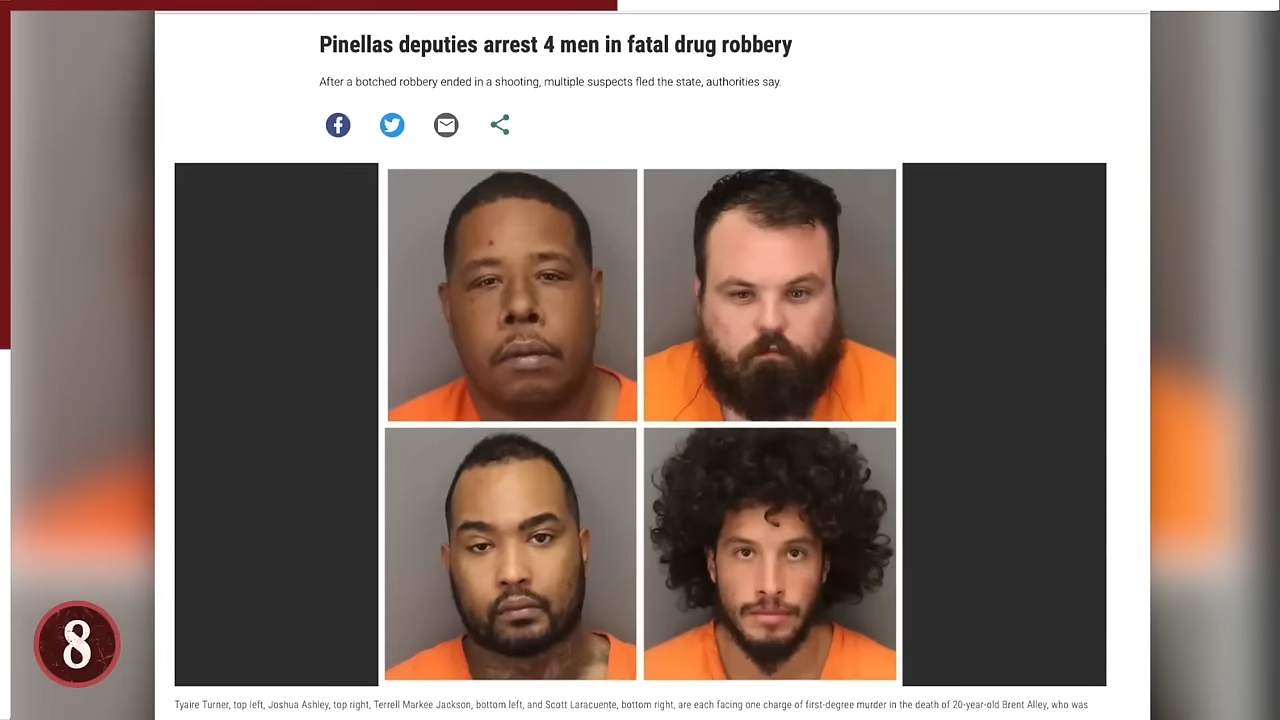 Pinellas deputies arrest 4 men in fatal drug robbery
After a botched robbery ended in a shooting, multiple suspects fled the state, authorities say.
8
Tyaire Turner, top left, Joshua Ashley, top right, Terrell Markee Jackson, bottom left, and Scott Laracuente, bottom right, are each facing one charge of first-degree murder in the death of 20-year-old Brent Alley, who was